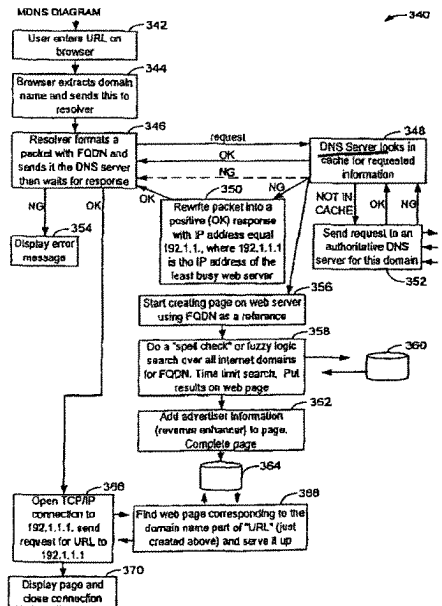 MDNS DIAGRAM
340
342
User enters URL on
browser
344
Browser extracts domain
name and sends this to
resolver
346
Resolver formats a
packet with FQDN and
sends it the DNS server
then waits for response
request
OK
NG
348
DNS Server looks in
cache for requested
information
NG
OK
354
Display error
message
OK
350
NG
Rewrite packet into a
positive (OK) response
with IP address equal
192.1.1., where 192.1.1.1
is the IP address of the
least busy web server
NOT IN
CACHE
OK
NG
Send request to an
authoritative DNS
server for this domain
352
356
Start creating page on web server
using FQDN as a reference
358
Do a "spell check" or fuzzy logic
search over all internet domains
for FQDN. Time limit search, Put
results on web page
360
362
Add advertiser information
(revenue enhancer) to page.
Complete page
364
366
Open TCP/IP
connection to
192.1.1.1, send
request for URL to
192.1.1.1
368
Find web page corresponding to the
domain name part of "URL" (just
created above) and serve it up
370
Display page and
close connection